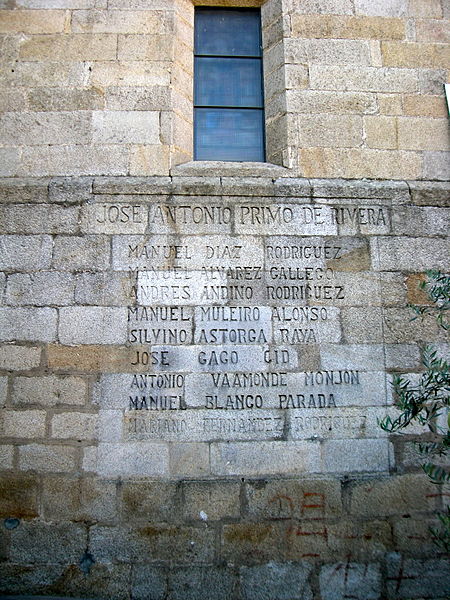 JOSE ANTONIO PRIMO DE RIVERA
MANUEL DIAZ RODRIGUEZ
MANUEL ALVAREZ GALLEGO
ANDRES ANDINO RODRIGUEZ
MANUEL MULEIRO ALONSO
SILVINO ASTORGA RAYA
JOSE GAGO CID
ANTONIO VAAMONDE MONJON
MANUEL BLANCO PARADA
MARIANO FERNANDEZ RODRIGUEZ